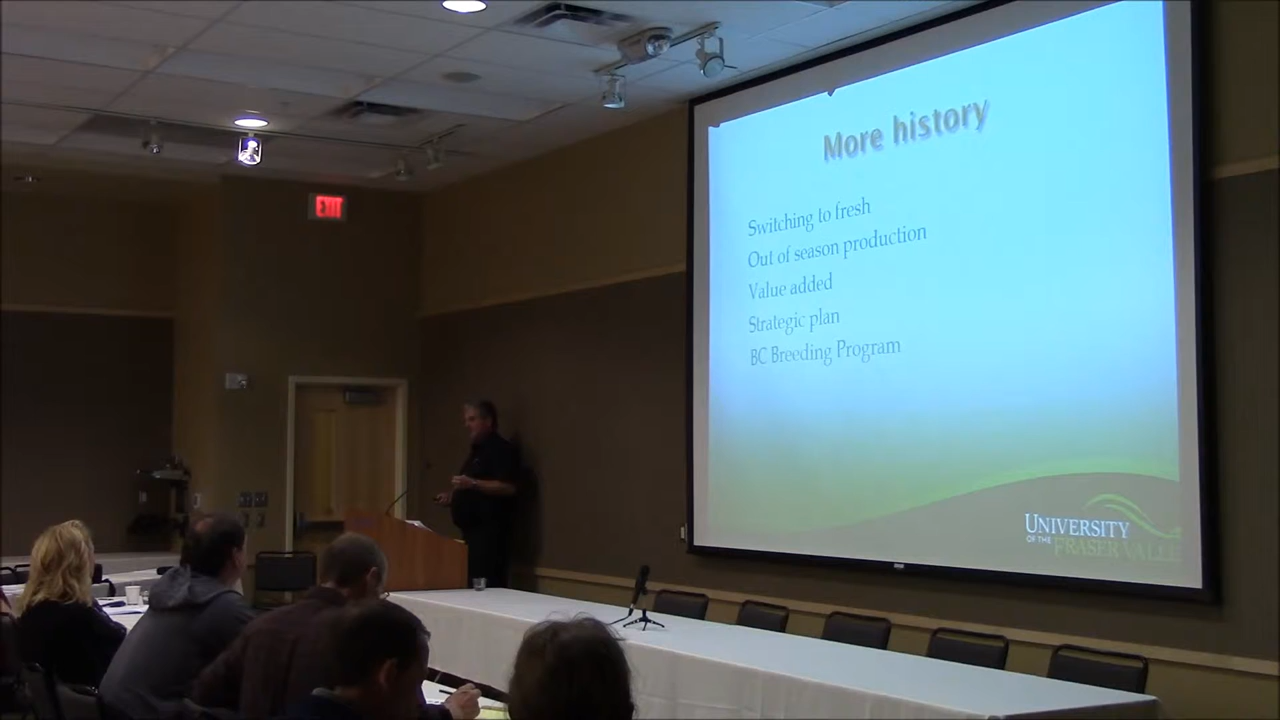 More history
Switching to fresh
Out of season production
Value added
Strategic plan
BC Breeding Program
UNIVERSITY
OF THE FRASER VALLEY
EXIT